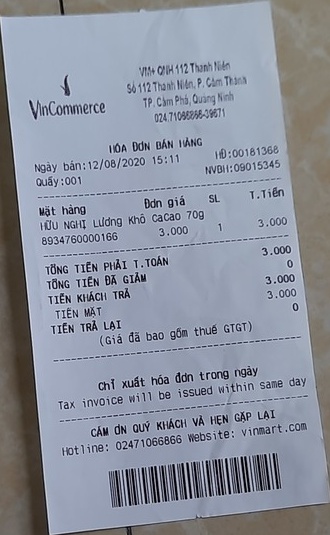 VinCommerce
VM+ QNH 112 Thanh Niên
Số 112 Thanh Niên, P. Cẩm Thành
TP. Cẩm Phả, Quảng Ninh
024.71066866-39671
HÓA ĐƠN BÁN HÀNG
Ngày bán:12/08/2020 15:11 HĐ:00181368
Quầy:001 NVBH:09015345
Mặt hàng Đơn giá SL T.Tiền
HỮU NGHỊ Lương Khô Cacao 70g
8934760000166 3.000 1 3.000
TỔNG TIỀN PHẢI T.TOÁN 3.000
TỔNG TIỀN ĐÃ GIẢM 0
TIỀN KHÁCH TRẢ 3.000
TIỀN MẶT 3.000
TIỀN TRẢ LẠI 0
(Giá đã bao gồm thuế GTGT)
Chỉ xuất hóa đơn trong ngày
Tax invoice will be issued within same day
CẢM ƠN QUÝ KHÁCH VÀ HẸN GẶP LẠI
Hotline: 02471066866 Website: vinmart.com